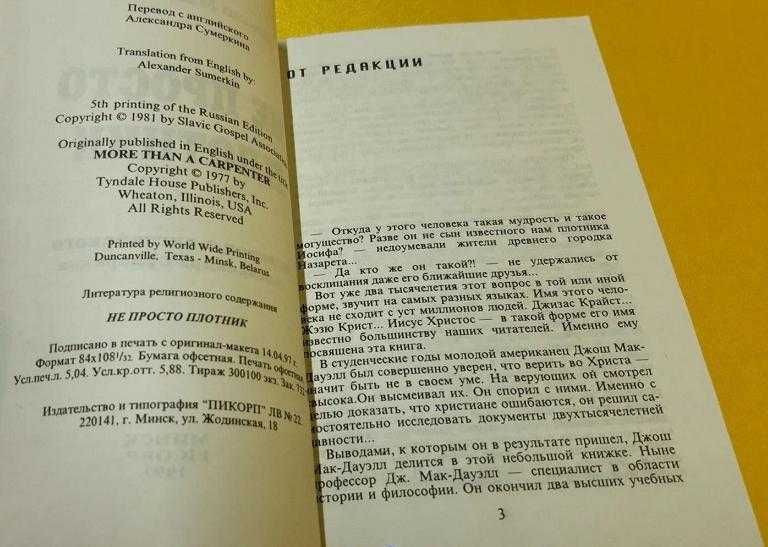 Перевод с английского
Александра Сумеркина
Translation from English by:
Alexander Sumerkin
5th printing of the Russian Edition
Copyright © 1981 by Slavic Gospel
Originally published in English under the
MORE THAN A CARPENTER
Copyright © 1977 by
Tyndale House Publishers, Inc.
Wheaton, Illinois, USA
All Rights Reserved
Printed by World Wide Printing
Duncanville, Texas - Minsk, Belarus
Литература религиозного содержания
НЕ ПРОСТО ПЛОТНИК
Подписано в печать с оригинал-макета 14.04.97 г.
Формат 84x108¹/₃₂. Бумага офсетная. Печать офсетная.
Усл.печ.л. 5,04. Усл.кр.отт. 5,88. Тираж 300100 экз. Зак.
Издательство и типография "ПИКОРП" ЛВ № 22.
220141, г. Минск, ул. Жодинская, 18
ОТ РЕДАКЦИИ
— Откуда у этого человека такая мудрость и такое
могущество? Разве он не сын известного нам плотника
Иосифа? — недоумевали жители древнего городка
Назарета...
— Да кто же он такой?! — не удержались от
восклицания даже его ближайшие друзья...
Вот уже два тысячелетия этот вопрос в той или иной
форме, звучит на самых разных языках. Имя этого чело-
века не сходит с уст миллионов людей. Джизас Крайст...
Жэзю Крист... Иисус Христос — в такой форме его имя
известно большинству наших читателей. Именно ему
посвящена эта книга.
В студенческие годы молодой американец Джош Мак-
Дауэлл был совершенно уверен, что верить во Христа —
значит быть не в своем уме. На верующих ой смотрел
свысока.Он высмеивал их. Он спорил с ними. Именно с
целью доказать, что христиане ошибаются, он решил са-
мостоятельно исследовать документы двухтысячелетней
давности...
Выводами, к которым он в результате пришел, Джош
Мак-Дауэлл делится в этой небольшой книжке. Ныне
профессор Дж. Мак-Дауэлл — специалист в области
истории и философии. Он окончил два высших учебных
3